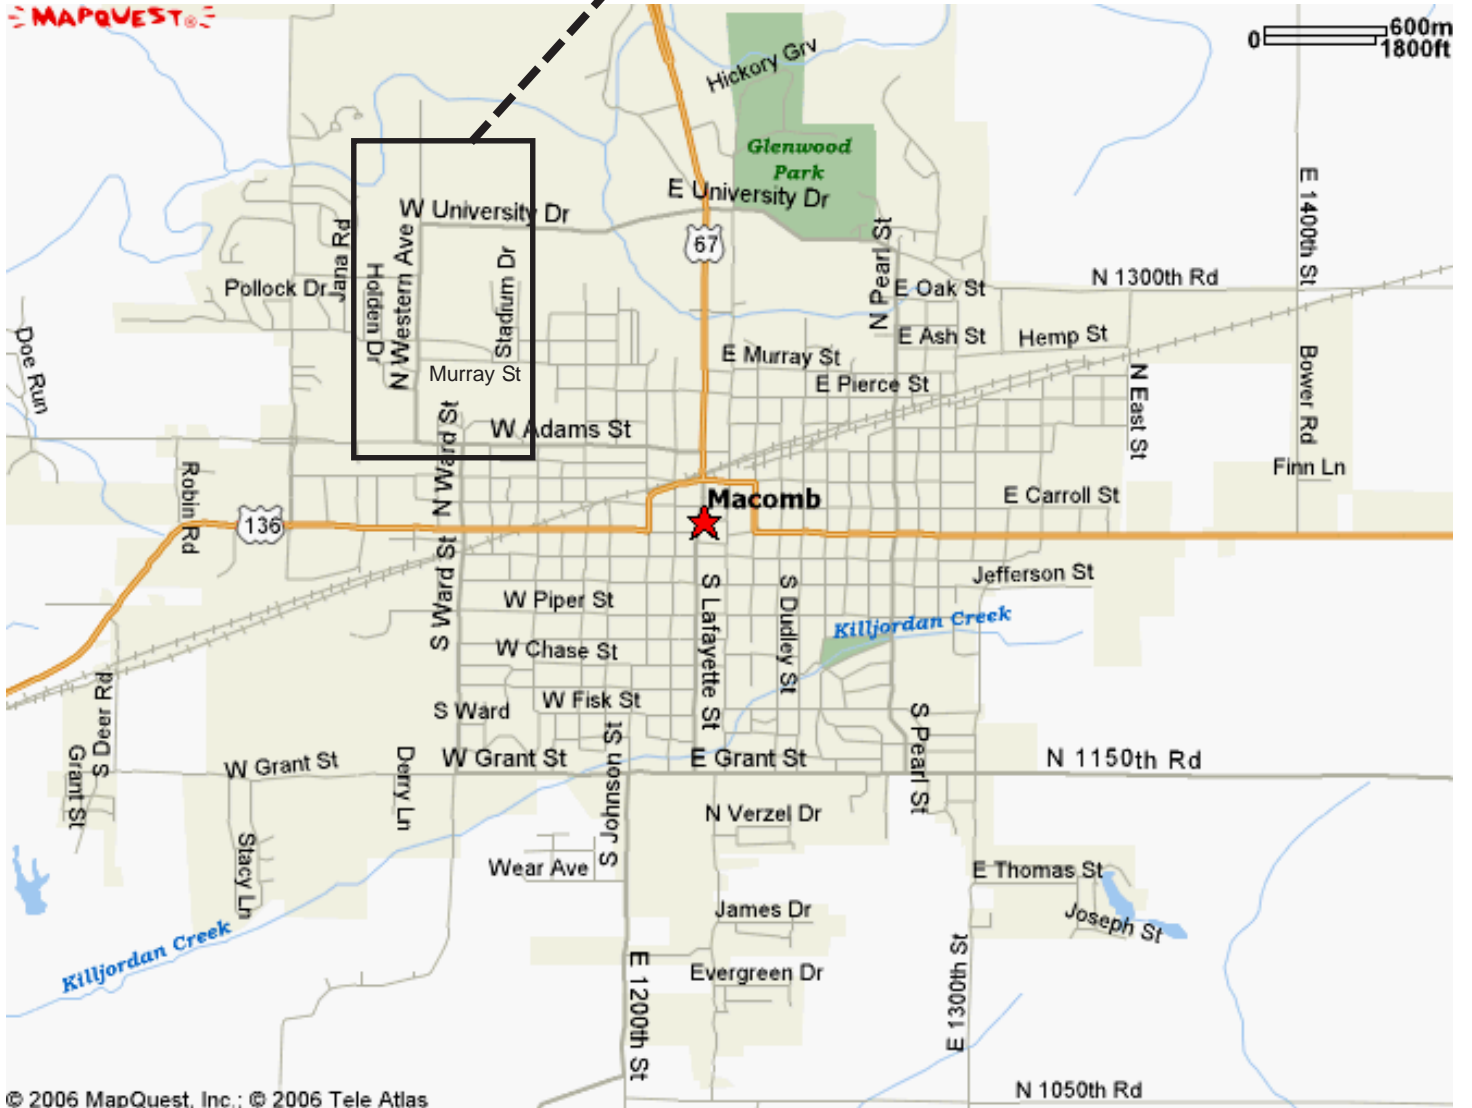 MAPQUEST®
0
600m
1800ft
Hickory Grv
Glenwood
Park
E University Dr
W University Dr
67
E 1400th St
N 1300th Rd
Jana Rd
Pollock Dr
Holden Dr
N Western Ave
Stadium Dr
N Pearl St
E Oak St
E Ash St
Hemp St
Doe Run
Murray St
E Murray St
E Pierce St
N East St
Bower Rd
W Adams St
N Ward St
Finn Ln
Robin Rd
136
Macomb
E Carroll St
S Ward St
Jefferson St
W Piper St
S Lafayette St
S Dudley St
Killjordan Creek
W Chase St
W Fisk St
S Ward
S Deer Rd
Grant St
W Grant St
Derry Ln
W Grant St
S Johnson St
E Grant St
S Pearl St
N 1150th Rd
N Verzel Dr
Stacy Ln
Wear Ave
E Thomas St
James Dr
Joseph St
Killjordan Creek
Evergreen Dr
E 1200th St
E 1300th St
N 1050th Rd
© 2006 MapQuest, Inc.; © 2006 Tele Atlas